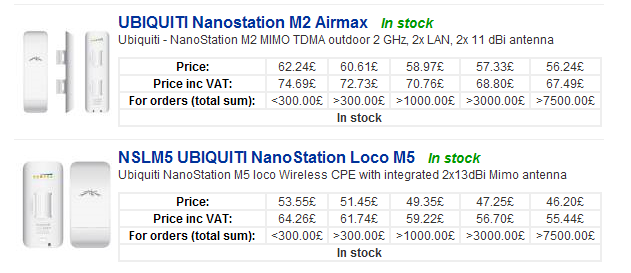 UBIQUITI Nanostation M2 Airmax In stock
Ubiquiti - NanoStation M2 MIMO TDMA outdoor 2 GHz, 2x LAN, 2x 11 dBi antenna
Price: 62.24£ 60.61£ 58.97£ 57.33£ 56.24£
Price inc VAT: 74.69£ 72.73£ 70.76£ 68.80£ 67.49£
For orders (total sum): <300.00£ >300.00£ >1000.00£ >3000.00£ >7500.00£
In stock
NSLM5 UBIQUITI NanoStation Loco M5 In stock
Ubiquiti NanoStation M5 loco Wireless CPE with integrated 2x13dBi Mimo antenna
Price: 53.55£ 51.45£ 49.35£ 47.25£ 46.20£
Price inc VAT: 64.26£ 61.74£ 59.22£ 56.70£ 55.44£
For orders (total sum): <300.00£ >300.00£ >1000.00£ >3000.00£ >7500.00£
In stock